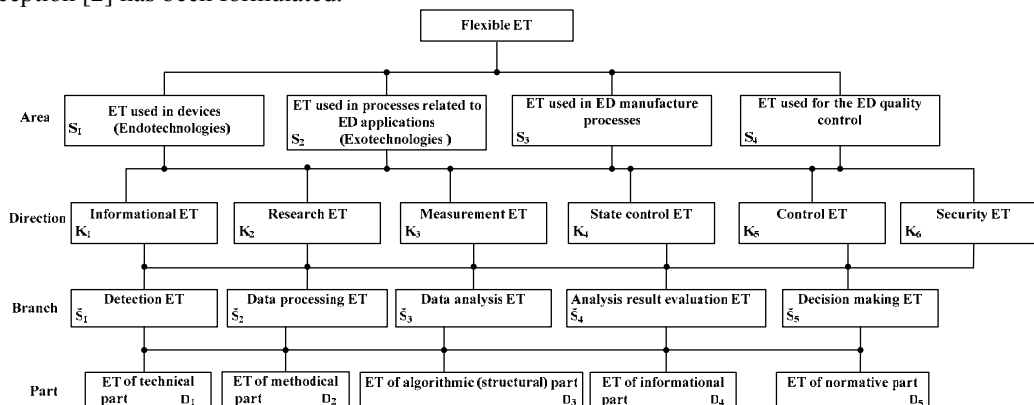 eption [2] has been formulated.
Flexible ET
Area
ET used in devices
(Endotechnologies)
S1
ET used in processes related to
ED applications
(Exotechnologies )
S2
ET used in ED manufacture
processes
S3
ET used for the ED quality
control
S4
Direction
Informational ET
K1
Research ET
K2
Measurement ET
K3
State control ET
K4
Control ET
K5
Security ET
K6
Branch
Detection ET
Š1
Data processing ET
Š2
Data analysis ET
Š3
Analysis result evaluation ET
Š4
Decision making ET
Š5
Part
ET of technical
part D1
ET of methodical
part D2
ET of algorithmic (structural) part
D3
ET of informational
part D4
ET of normative part
D5